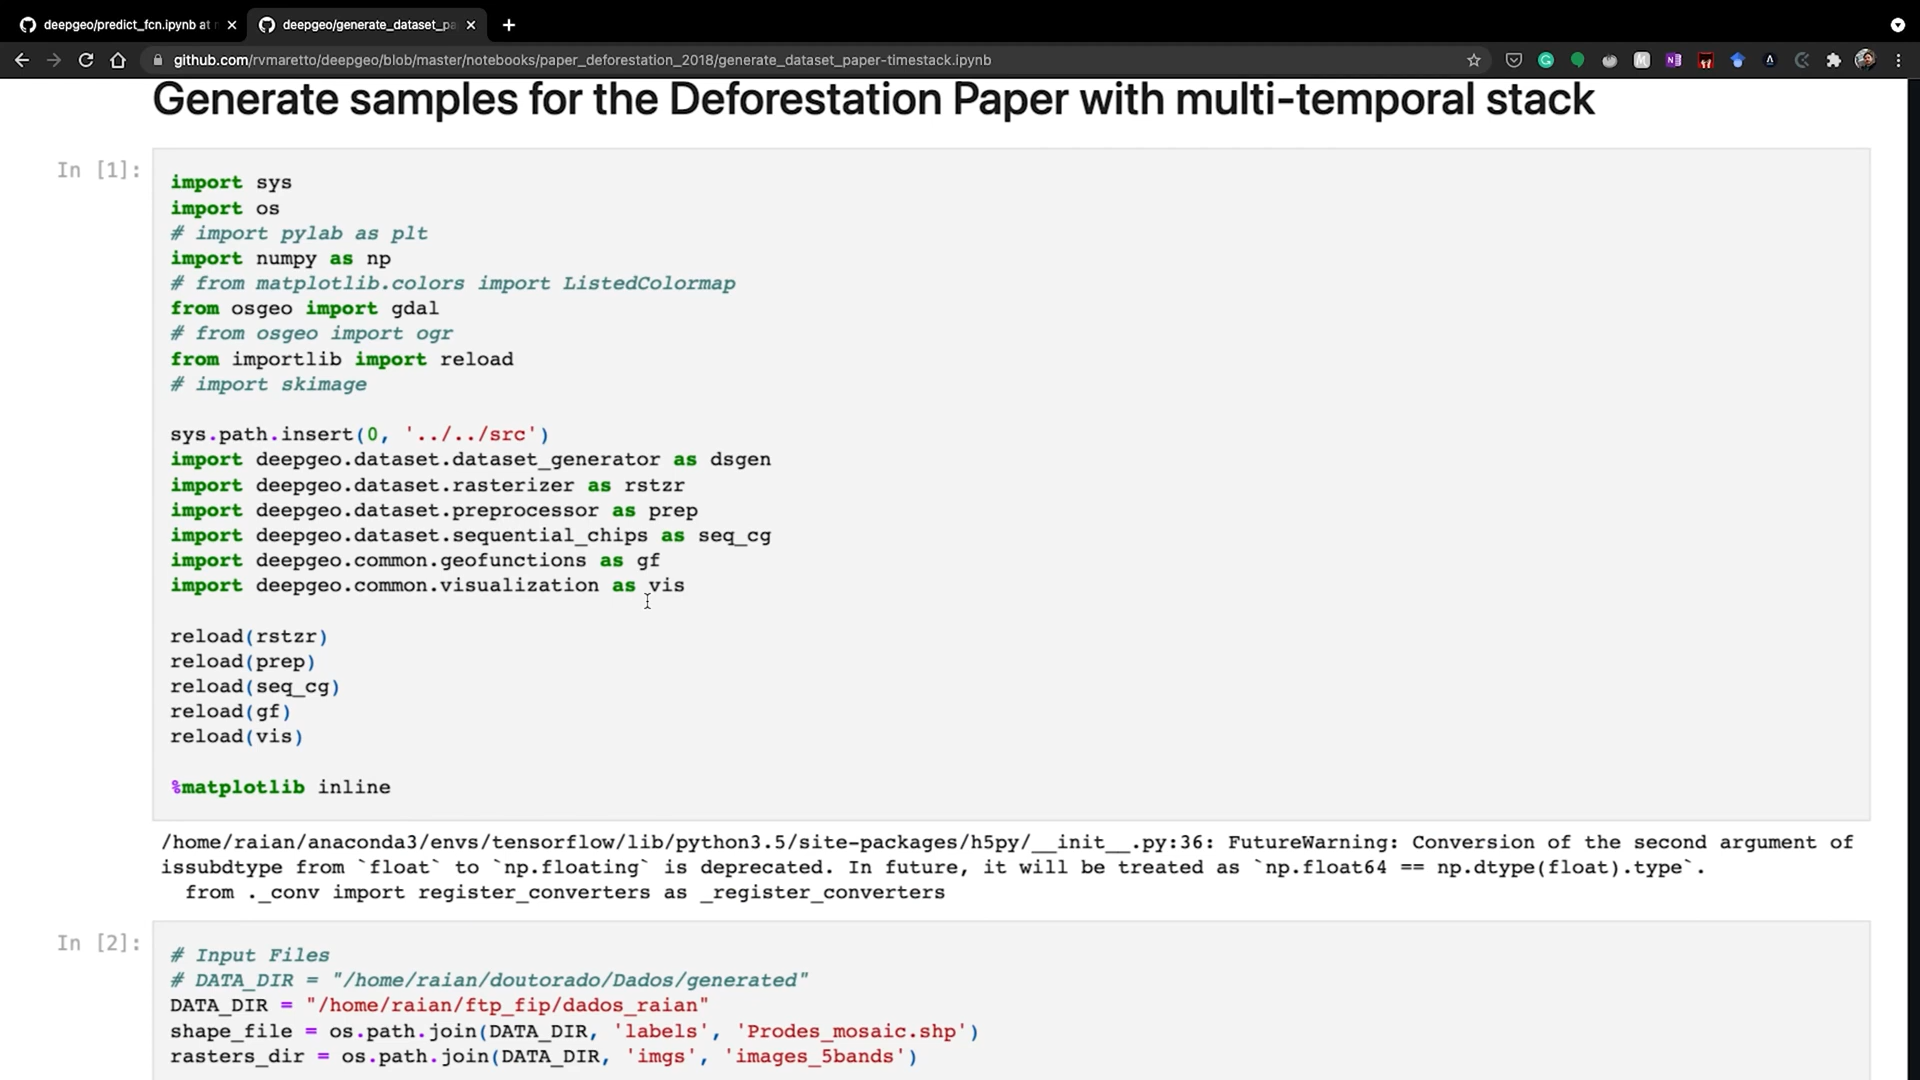 deepgeo/predict_fcn.ipynb at
deepgeo/generate_dataset_pa
github.com/rvmaretto/deepgeo/blob/master/notebooks/paper_deforestation_2018/generate_dataset_paper-timestack.ipynb
Generate samples for the Deforestation Paper with multi-temporal stack
In [1]:
import sys
import os
# import pylab as plt
import numpy as np
# from matplotlib.colors import ListedColormap
from osgeo import gdal
# from osgeo import ogr
from importlib import reload
# import skimage
sys.path.insert(0, '../../src')
import deepgeo.dataset.dataset_generator as dsgen
import deepgeo.dataset.rasterizer as rstzr
import deepgeo.dataset.preprocessor as prep
import deepgeo.dataset.sequential_chips as seq_cg
import deepgeo.common.geofunctions as gf
import deepgeo.common.visualization as vis
reload(rstzr)
reload(prep)
reload(seq_cg)
reload(gf)
reload(vis)
%matplotlib inline
/home/raian/anaconda3/envs/tensorflow/lib/python3.5/site-packages/h5py/__init__.py:36: FutureWarning: Conversion of the second argument of
issubdtype from `float` to `np.floating` is deprecated. In future, it will be treated as `np.float64 == np.dtype(float).type`.
from ._conv import register_converters as _register_converters
In [2]:
# Input Files
# DATA_DIR = "/home/raian/doutorado/Dados/generated"
DATA_DIR = "/home/raian/ftp_fip/dados_raian"
shape_file = os.path.join(DATA_DIR, 'labels', 'Prodes_mosaic.shp')
rasters_dir = os.path.join(DATA_DIR, 'imgs', 'images_5bands')